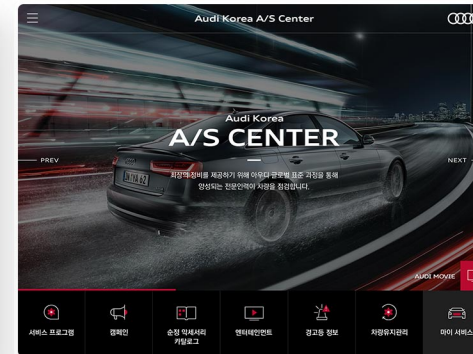 Audi Korea A/S Center
Audi Korea
A/S CENTER
PREV
NEXT
최상의 정비를 제공하기 위해 아우디 글로벌 표준 과정을 통해
양성되는 전문인력이 차량을 점검합니다.
AUDI MOVIE
서비스 프로그램
캠페인
순정 악세서리
카탈로그
엔터테인먼트
경고등 정보
차량유지관리
마이 서비스